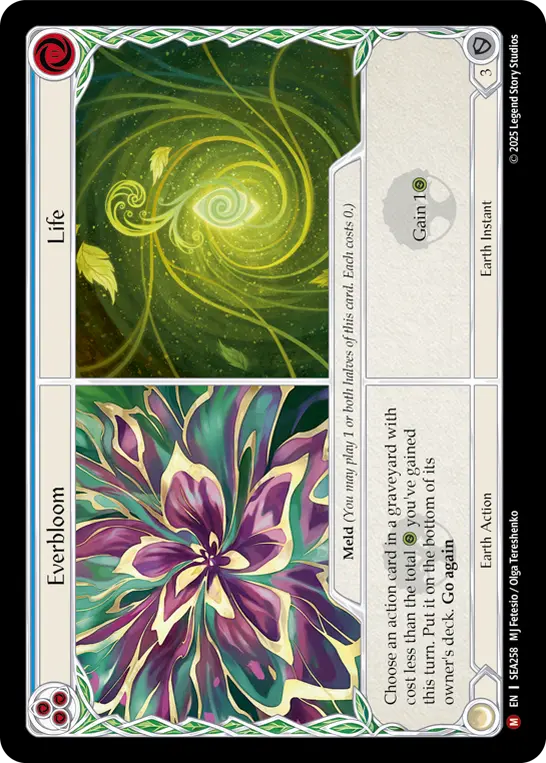 Everbloom
Life
Meld (You may play 1 or both halves of this card. Each costs 0.)
Choose an action card in a graveyard with
cost less than the total you've gained
this turn. Put it on the bottom of its
owner's deck. Go again
Earth Action
Gain 1
Earth Instant
3
M EN SEA258 MJ Fetesio / Olga Tereshenko
© 2025 Legend Story Studios